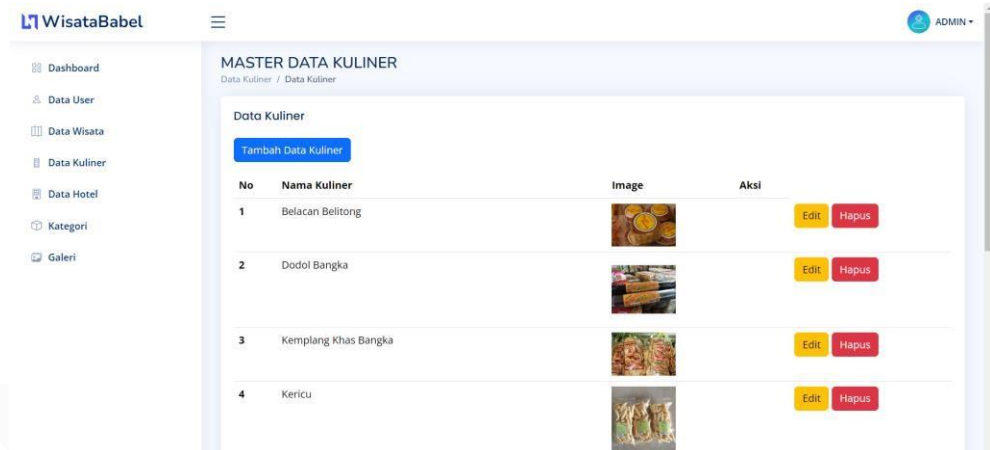 WisataBabel
ADMIN
Dashboard
Data User
Data Wisata
Data Kuliner
Data Hotel
Kategori
Galeri
MASTER DATA KULINER
Data Kuliner / Data Kuliner
Data Kuliner
Tambah Data Kuliner
No Nama Kuliner Image Aksi
1 Belacan Belitong Edit Hapus
2 Dodol Bangka Edit Hapus
3 Kemplang Khas Bangka Edit Hapus
4 Kericu Edit Hapus